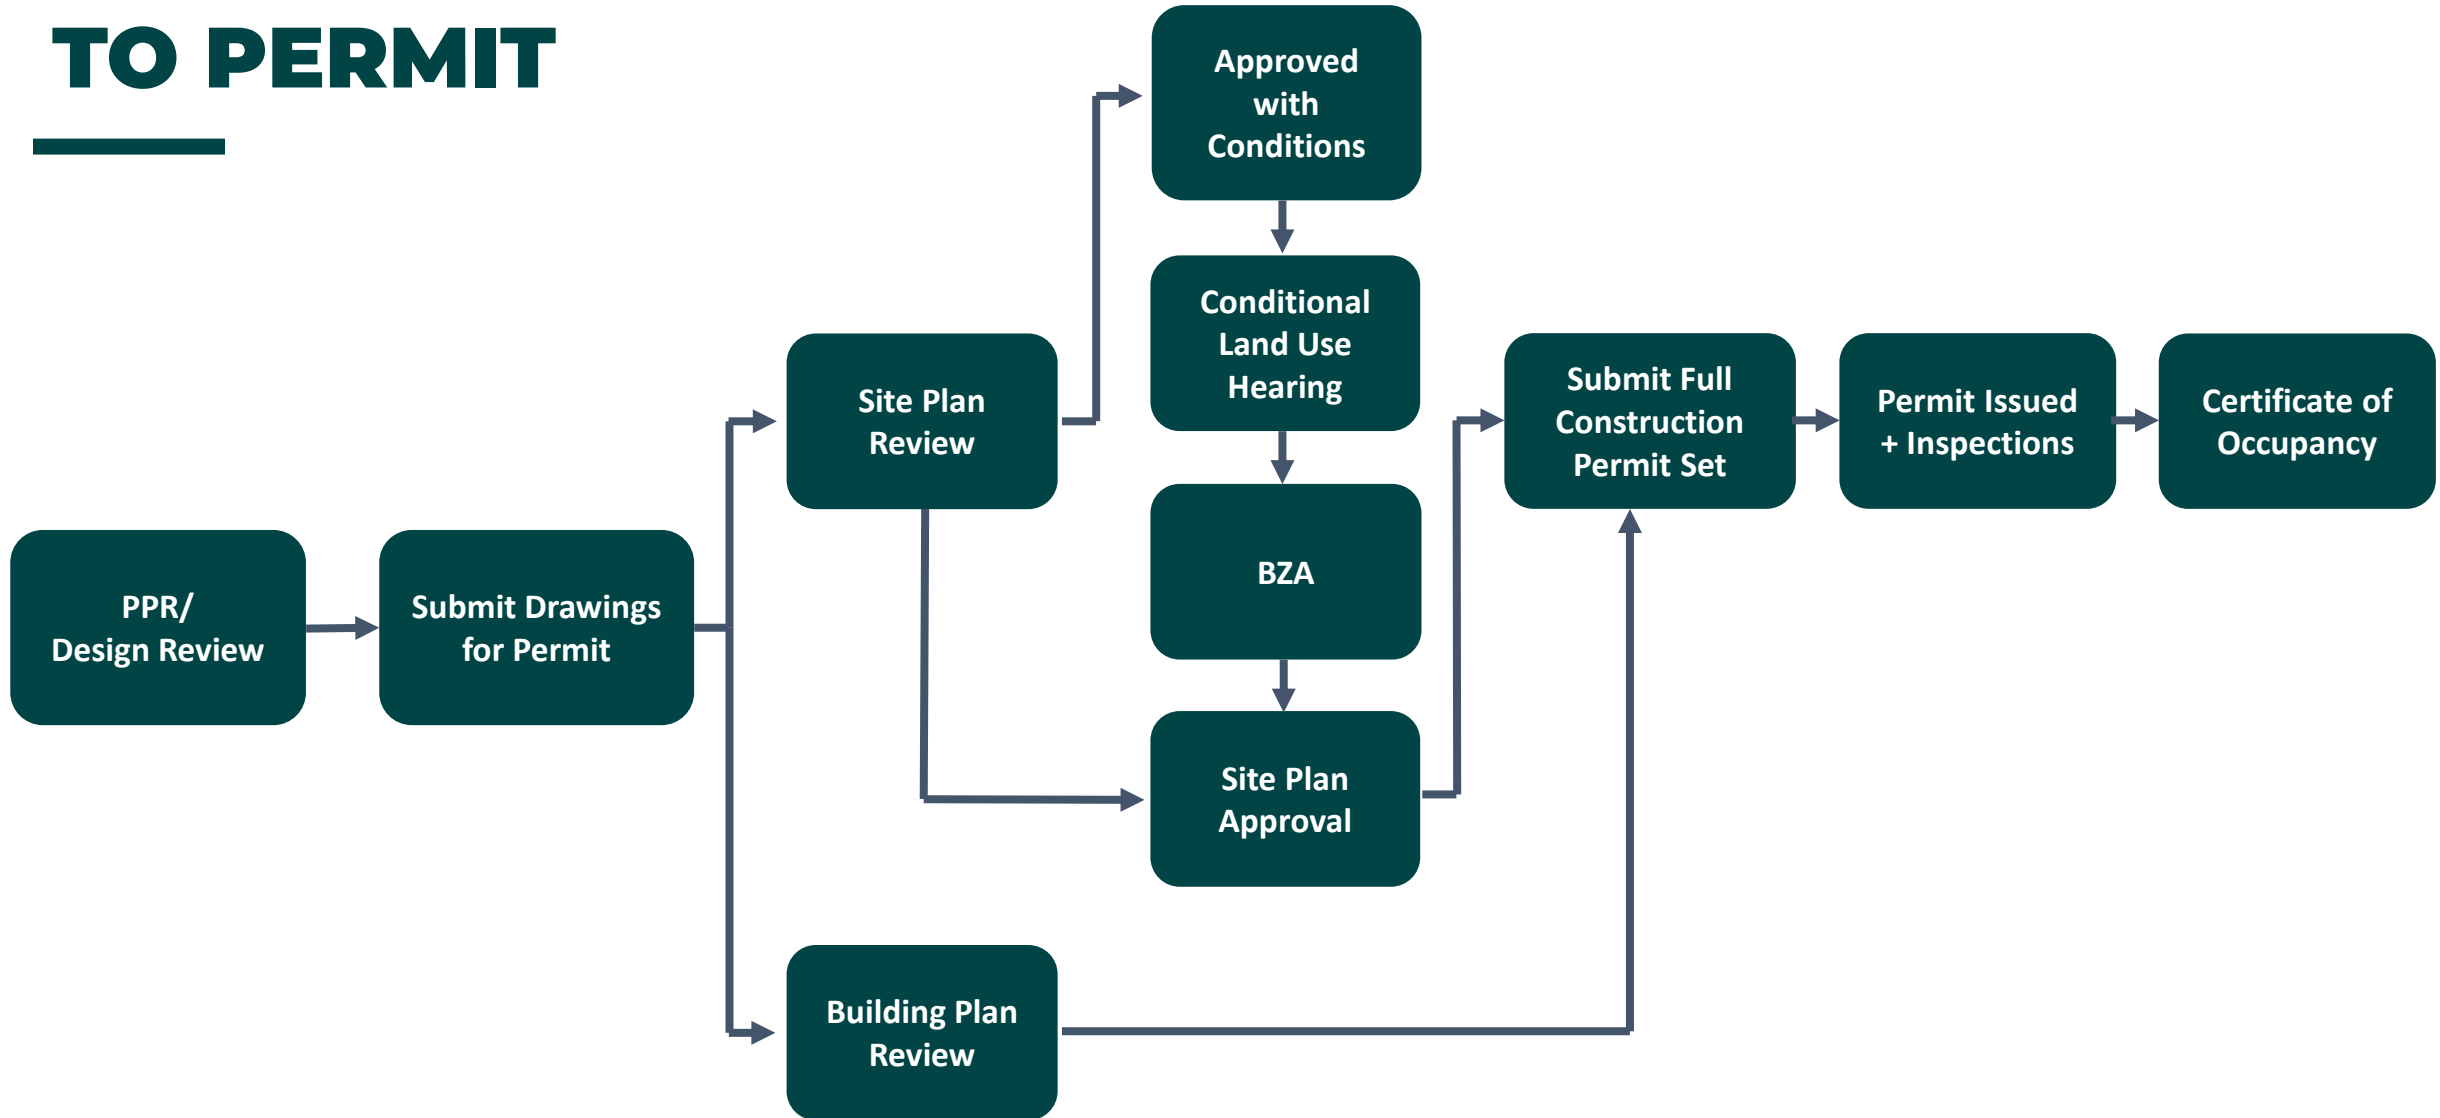 TO PERMIT
PPR/
Design Review
Submit Drawings
for Permit
Site Plan
Review
Building Plan
Review
Approved
with
Conditions
Conditional
Land Use
Hearing
BZA
Site Plan
Approval
Submit Full
Construction
Permit Set
Permit Issued
+ Inspections
Certificate of
Occupancy